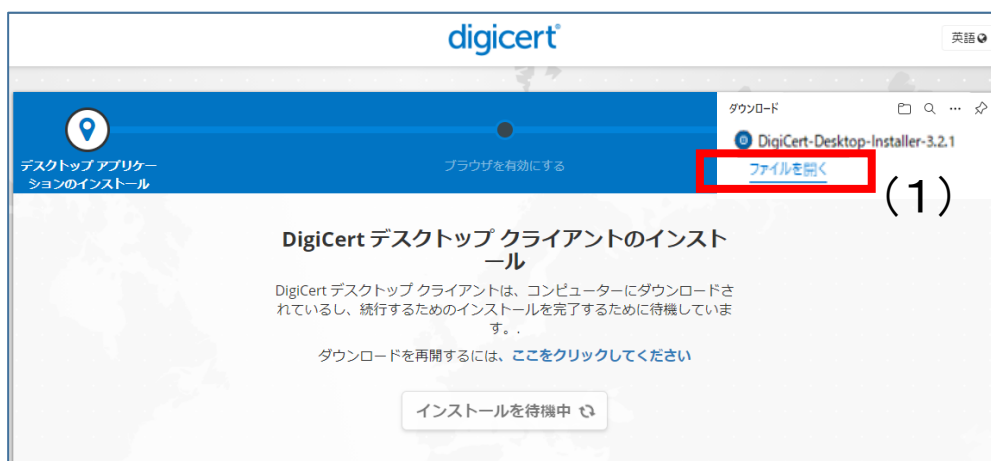 digicert®
英語
ダウンロード
DigiCert-Desktop-Installer-3.2.1
ファイルを開く
(1)
デスクトップ アプリケー
ションのインストール
ブラウザを有効にする
DigiCert デスクトップ クライアントのインスト
ール
DigiCert デスクトップ クライアントは、コンピューターにダウンロードさ
れているし、続行するためのインストールを完了するために待機していま
す。.
ダウンロードを再開するには、ここをクリックしてください
インストールを待機中